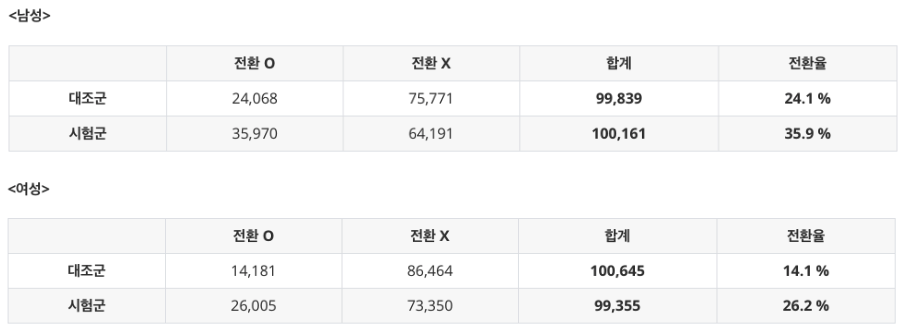 <남성>
전환 O 전환 X 합계 전환율
대조군 24,068 75,771 99,839 24.1 %
시험군 35,970 64,191 100,161 35.9 %
<여성>
전환 O 전환 X 합계 전환율
대조군 14,181 86,464 100,645 14.1 %
시험군 26,005 73,350 99,355 26.2 %